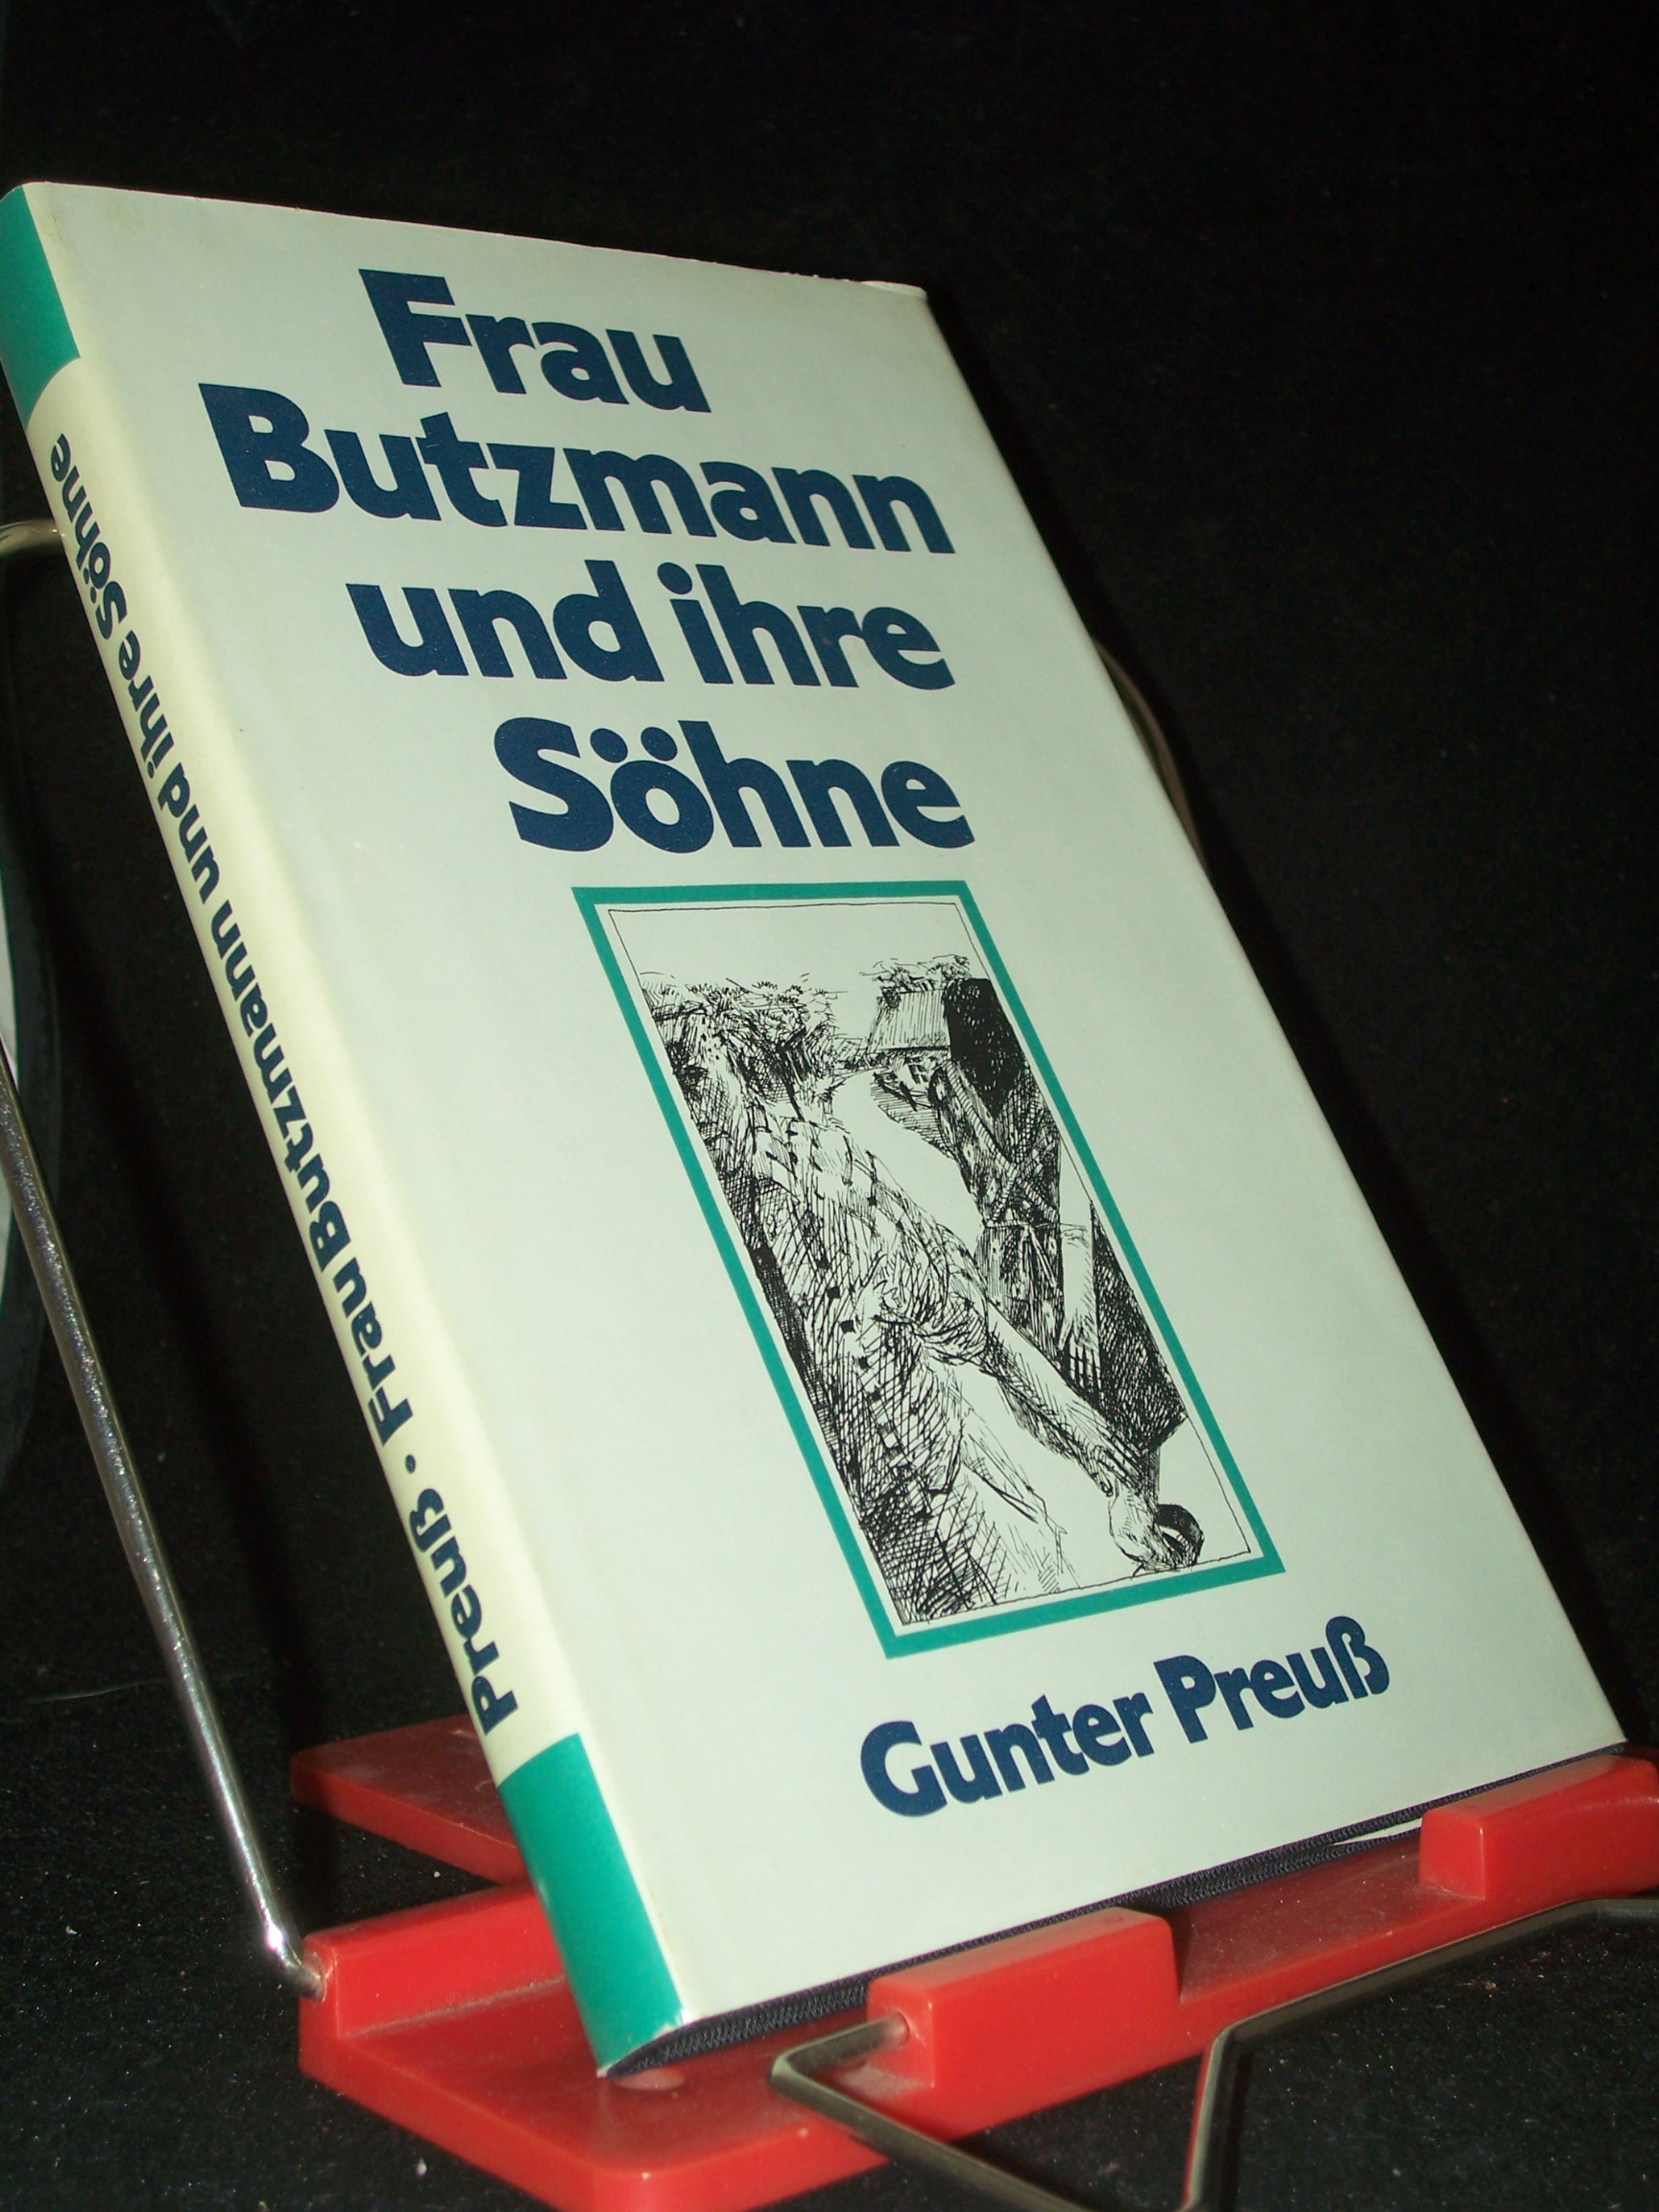 Frau
Butzmann
und ihre
Söhne
Gunter Preuß
Preuß · Frau Butzmann und ihre Söhne